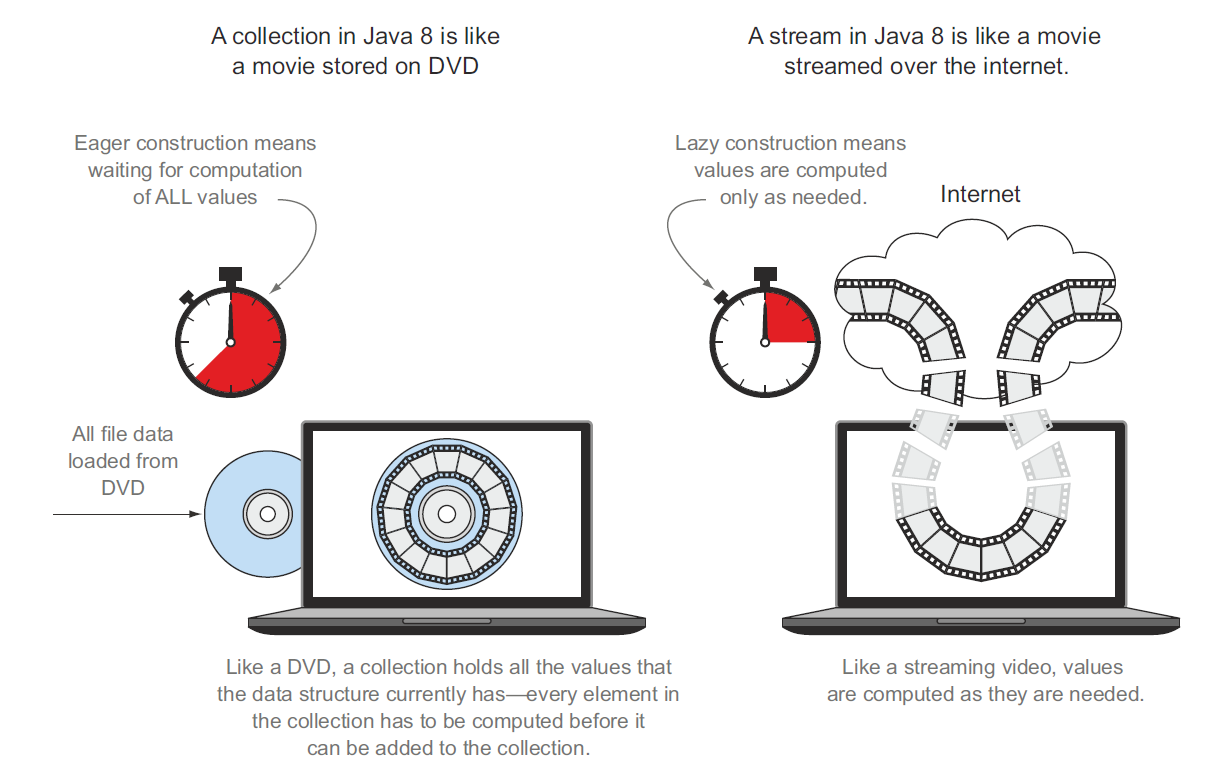 A collection in Java 8 is like
a movie stored on DVD
A stream in Java 8 is like a movie
streamed over the internet.
Eager construction means
waiting for computation
of ALL values
Lazy construction means
values are computed
only as needed.
Internet
All file data
loaded from
DVD
Like a DVD, a collection holds all the values that
the data structure currently has—every element in
the collection has to be computed before it
can be added to the collection.
Like a streaming video, values
are computed as they are needed.